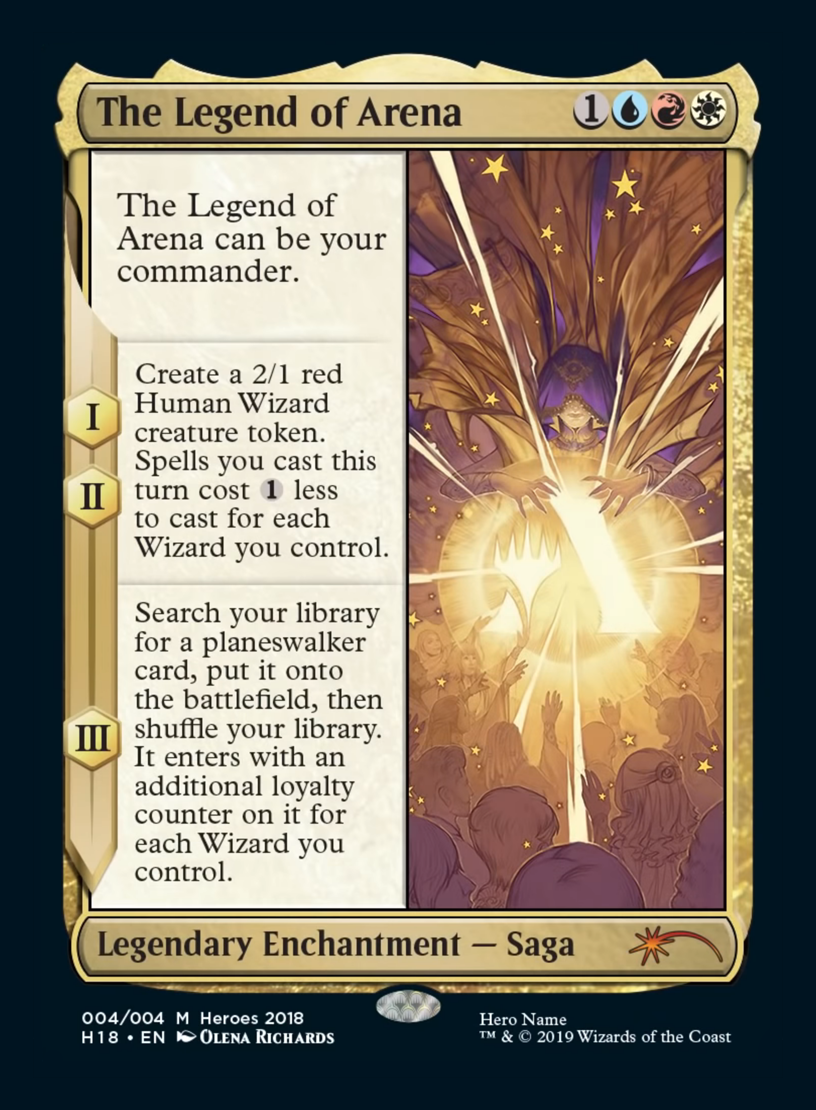 The Legend of Arena 1
The Legend of
Arena can be your
commander.
I
II
Create a 2/1 red
Human Wizard
creature token.
Spells you cast this
turn cost 1 less
to cast for each
Wizard you control.
III
Search your library
for a planeswalker
card, put it onto
the battlefield, then
shuffle your library.
It enters with an
additional loyalty
counter on it for
each Wizard you
control.
Legendary Enchantment — Saga
004/004 M Heroes 2018
H18 • EN OLENA RICHARDS
Hero Name
™ & © 2019 Wizards of the Coast